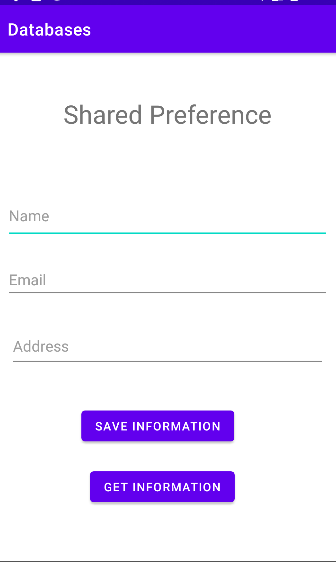 Databases
Shared Preference
Name
Email
Address
SAVE INFORMATION
GET INFORMATION